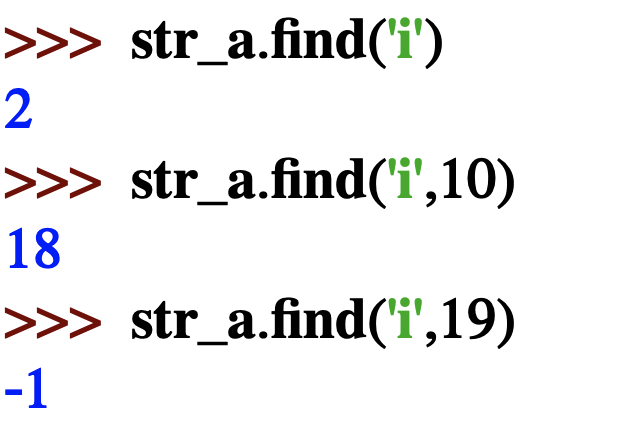 >>> str_a.find('i')
2
>>> str_a.find('i',10)
18
>>> str_a.find('i',19)
-1